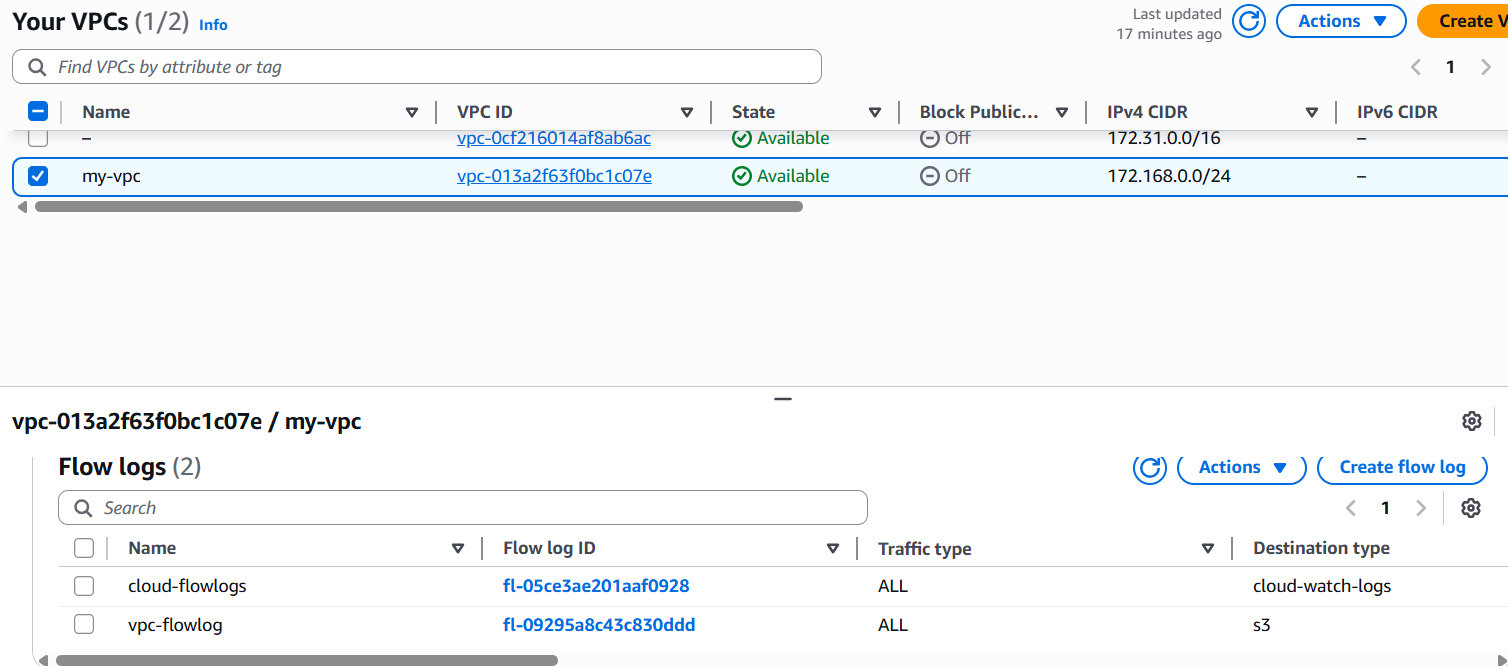 Your VPCs (1/2) Info
Last updated
17 minutes ago
Actions
Create V
Find VPCs by attribute or tag
1
Name VPC ID State Block Public... IPv4 CIDR IPv6 CIDR
– vpc-0cf216014af8ab6ac Available Off 172.31.0.0/16 –
my-vpc vpc-013a2f63f0bc1c07e Available Off 172.168.0.0/24 –
vpc-013a2f63f0bc1c07e / my-vpc
Flow logs (2)
Actions
Create flow log
Search
1
Name Flow log ID Traffic type Destination type
cloud-flowlogs fl-05ce3ae201aaf0928 ALL cloud-watch-logs
vpc-flowlog fl-09295a8c43c830ddd ALL s3